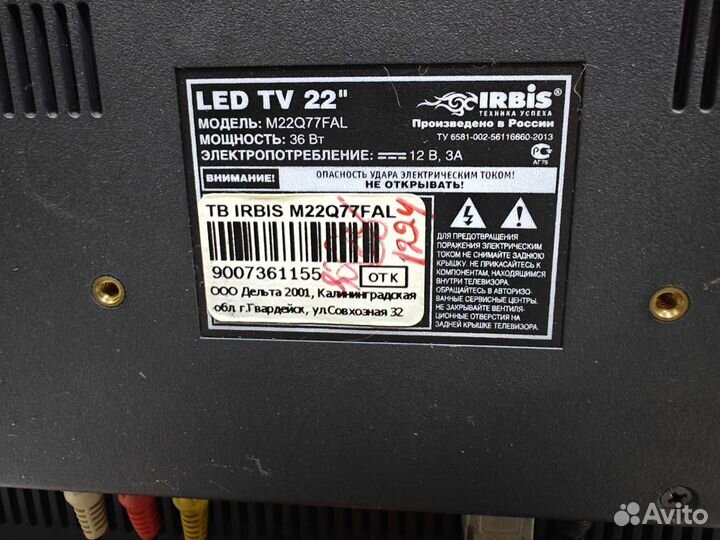 LED TV 22"
МОДЕЛЬ: M22Q77FAL
МОЩНОСТЬ: 36 Вт
ЭЛЕКТРОПОТРЕБЛЕНИЕ: 12 В, 3А
IRBIS®
ТЕХНИКА УСПЕХА
Произведено в России
ТУ 6581-002-56116660-2013
АГ75
ВНИМАНИЕ!
ОПАСНОСТЬ УДАРА ЭЛЕКТРИЧЕСКИМ ТОКОМ!
НЕ ОТКРЫВАТЬ!
ТВ IRBIS M22Q77FAL
9007361155
ОТК
ООО Дельта 2001, Калининградская
обл. г.Гвардейск, ул.Совхозная 32
1224
ДЛЯ ПРЕДОТВРАЩЕНИЯ
ПОРАЖЕНИЯ ЭЛЕКТРИЧЕСКИМ
ТОКОМ НЕ СНИМАЙТЕ ЗАДНЮЮ
КРЫШКУ. НЕ ПРИКАСАЙТЕСЬ К
КОМПОНЕНТАМ, НАХОДЯЩИМСЯ
ВНУТРИ ТЕЛЕВИЗОРА.
ОБРАЩАЙТЕСЬ В АВТОРИЗО-
ВАННЫЕ СЕРВИСНЫЕ ЦЕНТРЫ.
НЕ ЗАКРЫВАЙТЕ ВЕНТИЛЯ-
ЦИОННЫЕ ОТВЕРСТИЯ НА
ЗАДНЕЙ КРЫШКЕ ТЕЛЕВИЗОРА.
Avito